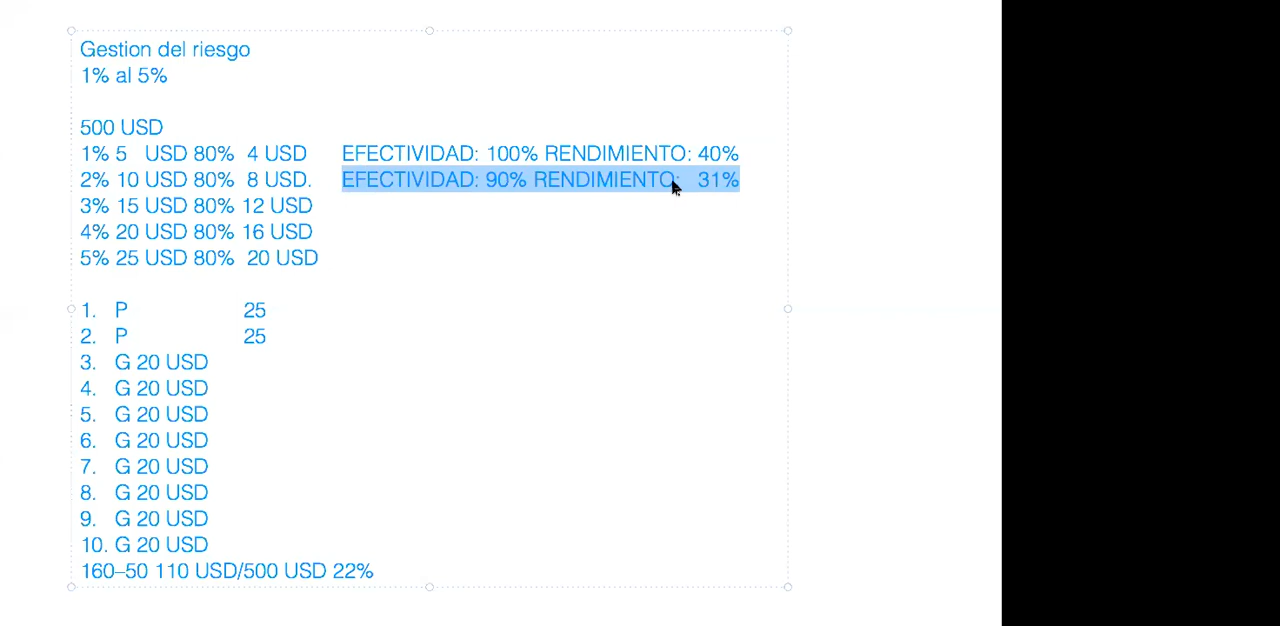 Gestion del riesgo
1% al 5%
500 USD
1% 5 USD 80% 4 USD EFECTIVIDAD: 100% RENDIMIENTO: 40%
2% 10 USD 80% 8 USD. EFECTIVIDAD: 90% RENDIMIENTO: 31%
3% 15 USD 80% 12 USD
4% 20 USD 80% 16 USD
5% 25 USD 80% 20 USD
1. P 25
2. P 25
3. G 20 USD
4. G 20 USD
5. G 20 USD
6. G 20 USD
7. G 20 USD
8. G 20 USD
9. G 20 USD
10. G 20 USD
160–50 110 USD/500 USD 22%